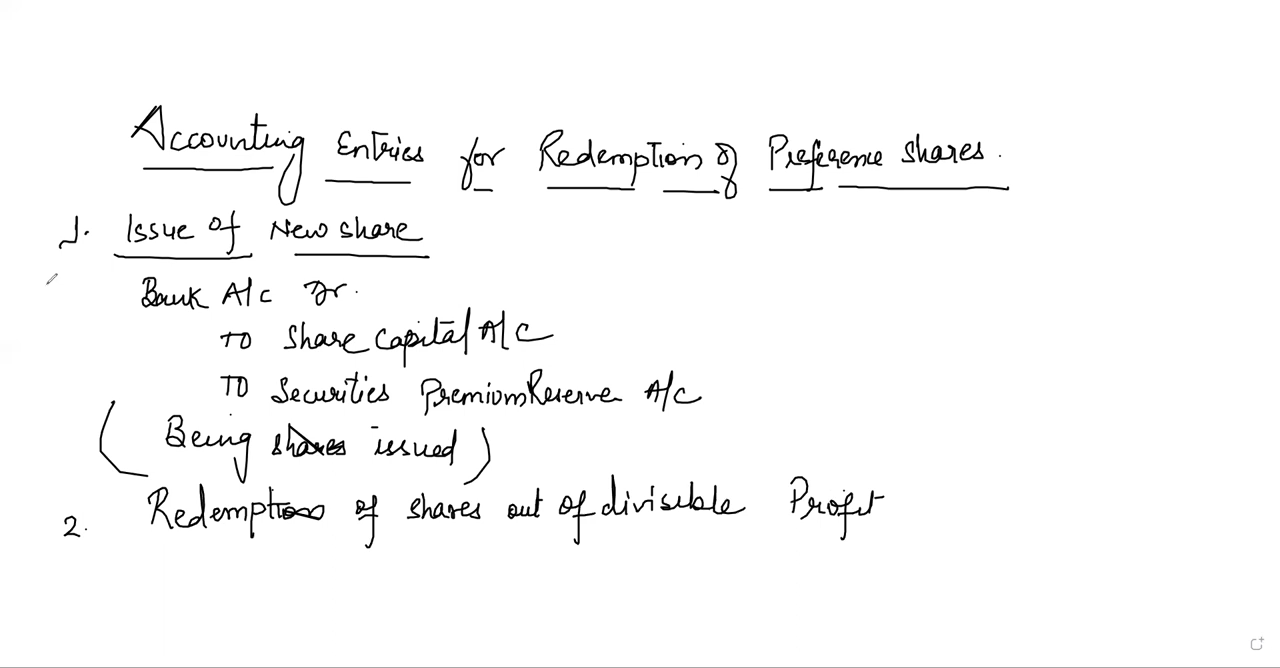 Accounting Entries for Redemption of Preference shares.
1. Issue of New share
Bank A/c Dr.
To Share Capital A/C
To Securities Premium Reserve A/c
(Being shares issued)
2. Redemption of shares out of divisible Profit